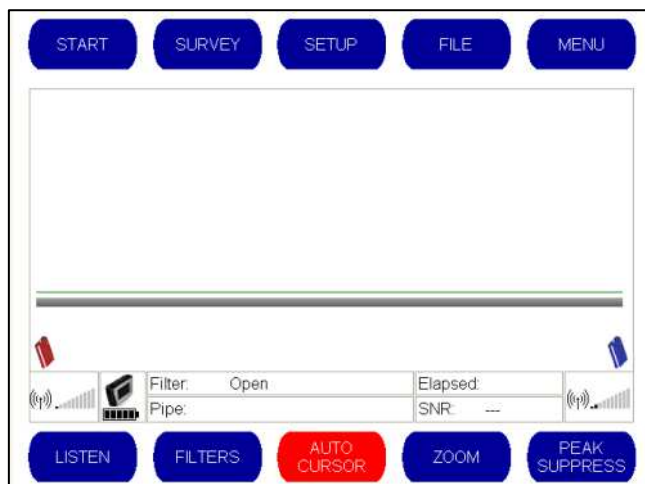 START SURVEY SETUP FILE MENU
Filter: Open Elapsed:
Pipe: SNR: ---
LISTEN FILTERS AUTO CURSOR ZOOM PEAK SUPPRESS